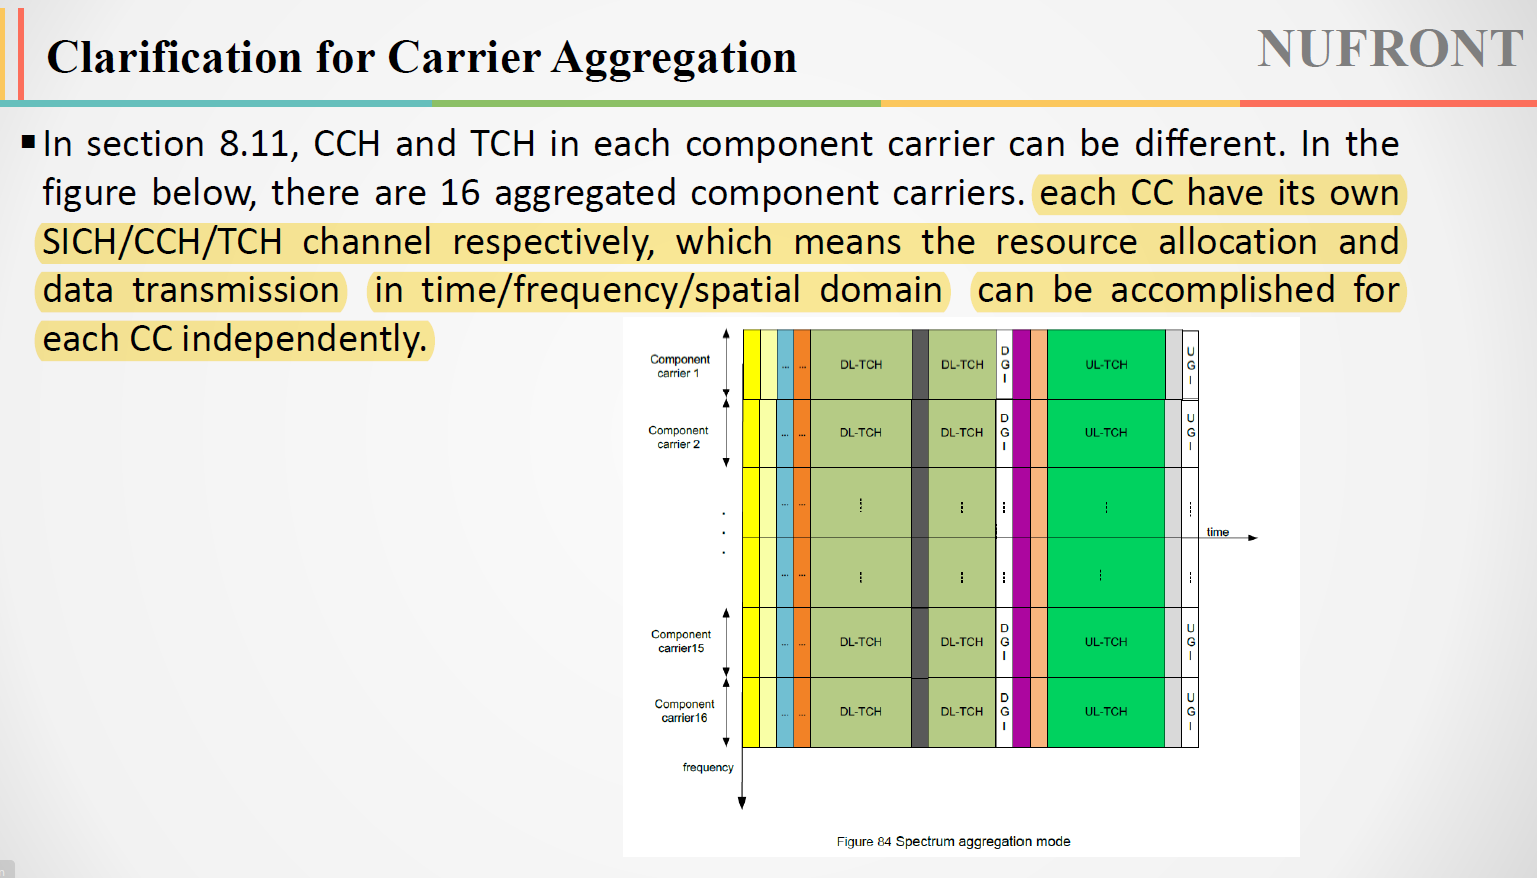 Clarification for Carrier Aggregation
NUFRONT
▪ In section 8.11, CCH and TCH in each component carrier can be different. In the
figure below, there are 16 aggregated component carriers. each CC have its own
SICH/CCH/TCH channel respectively, which means the resource allocation and
data transmission in time/frequency/spatial domain can be accomplished for
each CC independently.
Component
carrier 1
... ... DL-TCH DL-TCH DGI UL-TCH UGI
Component
carrier 2
... ... DL-TCH DL-TCH DGI UL-TCH UGI
time
Component
carrier15
... ... DL-TCH DL-TCH DGI UL-TCH UGI
Component
carrier16
... ... DL-TCH DL-TCH DGI UL-TCH UGI
frequency
Figure 84 Spectrum aggregation mode